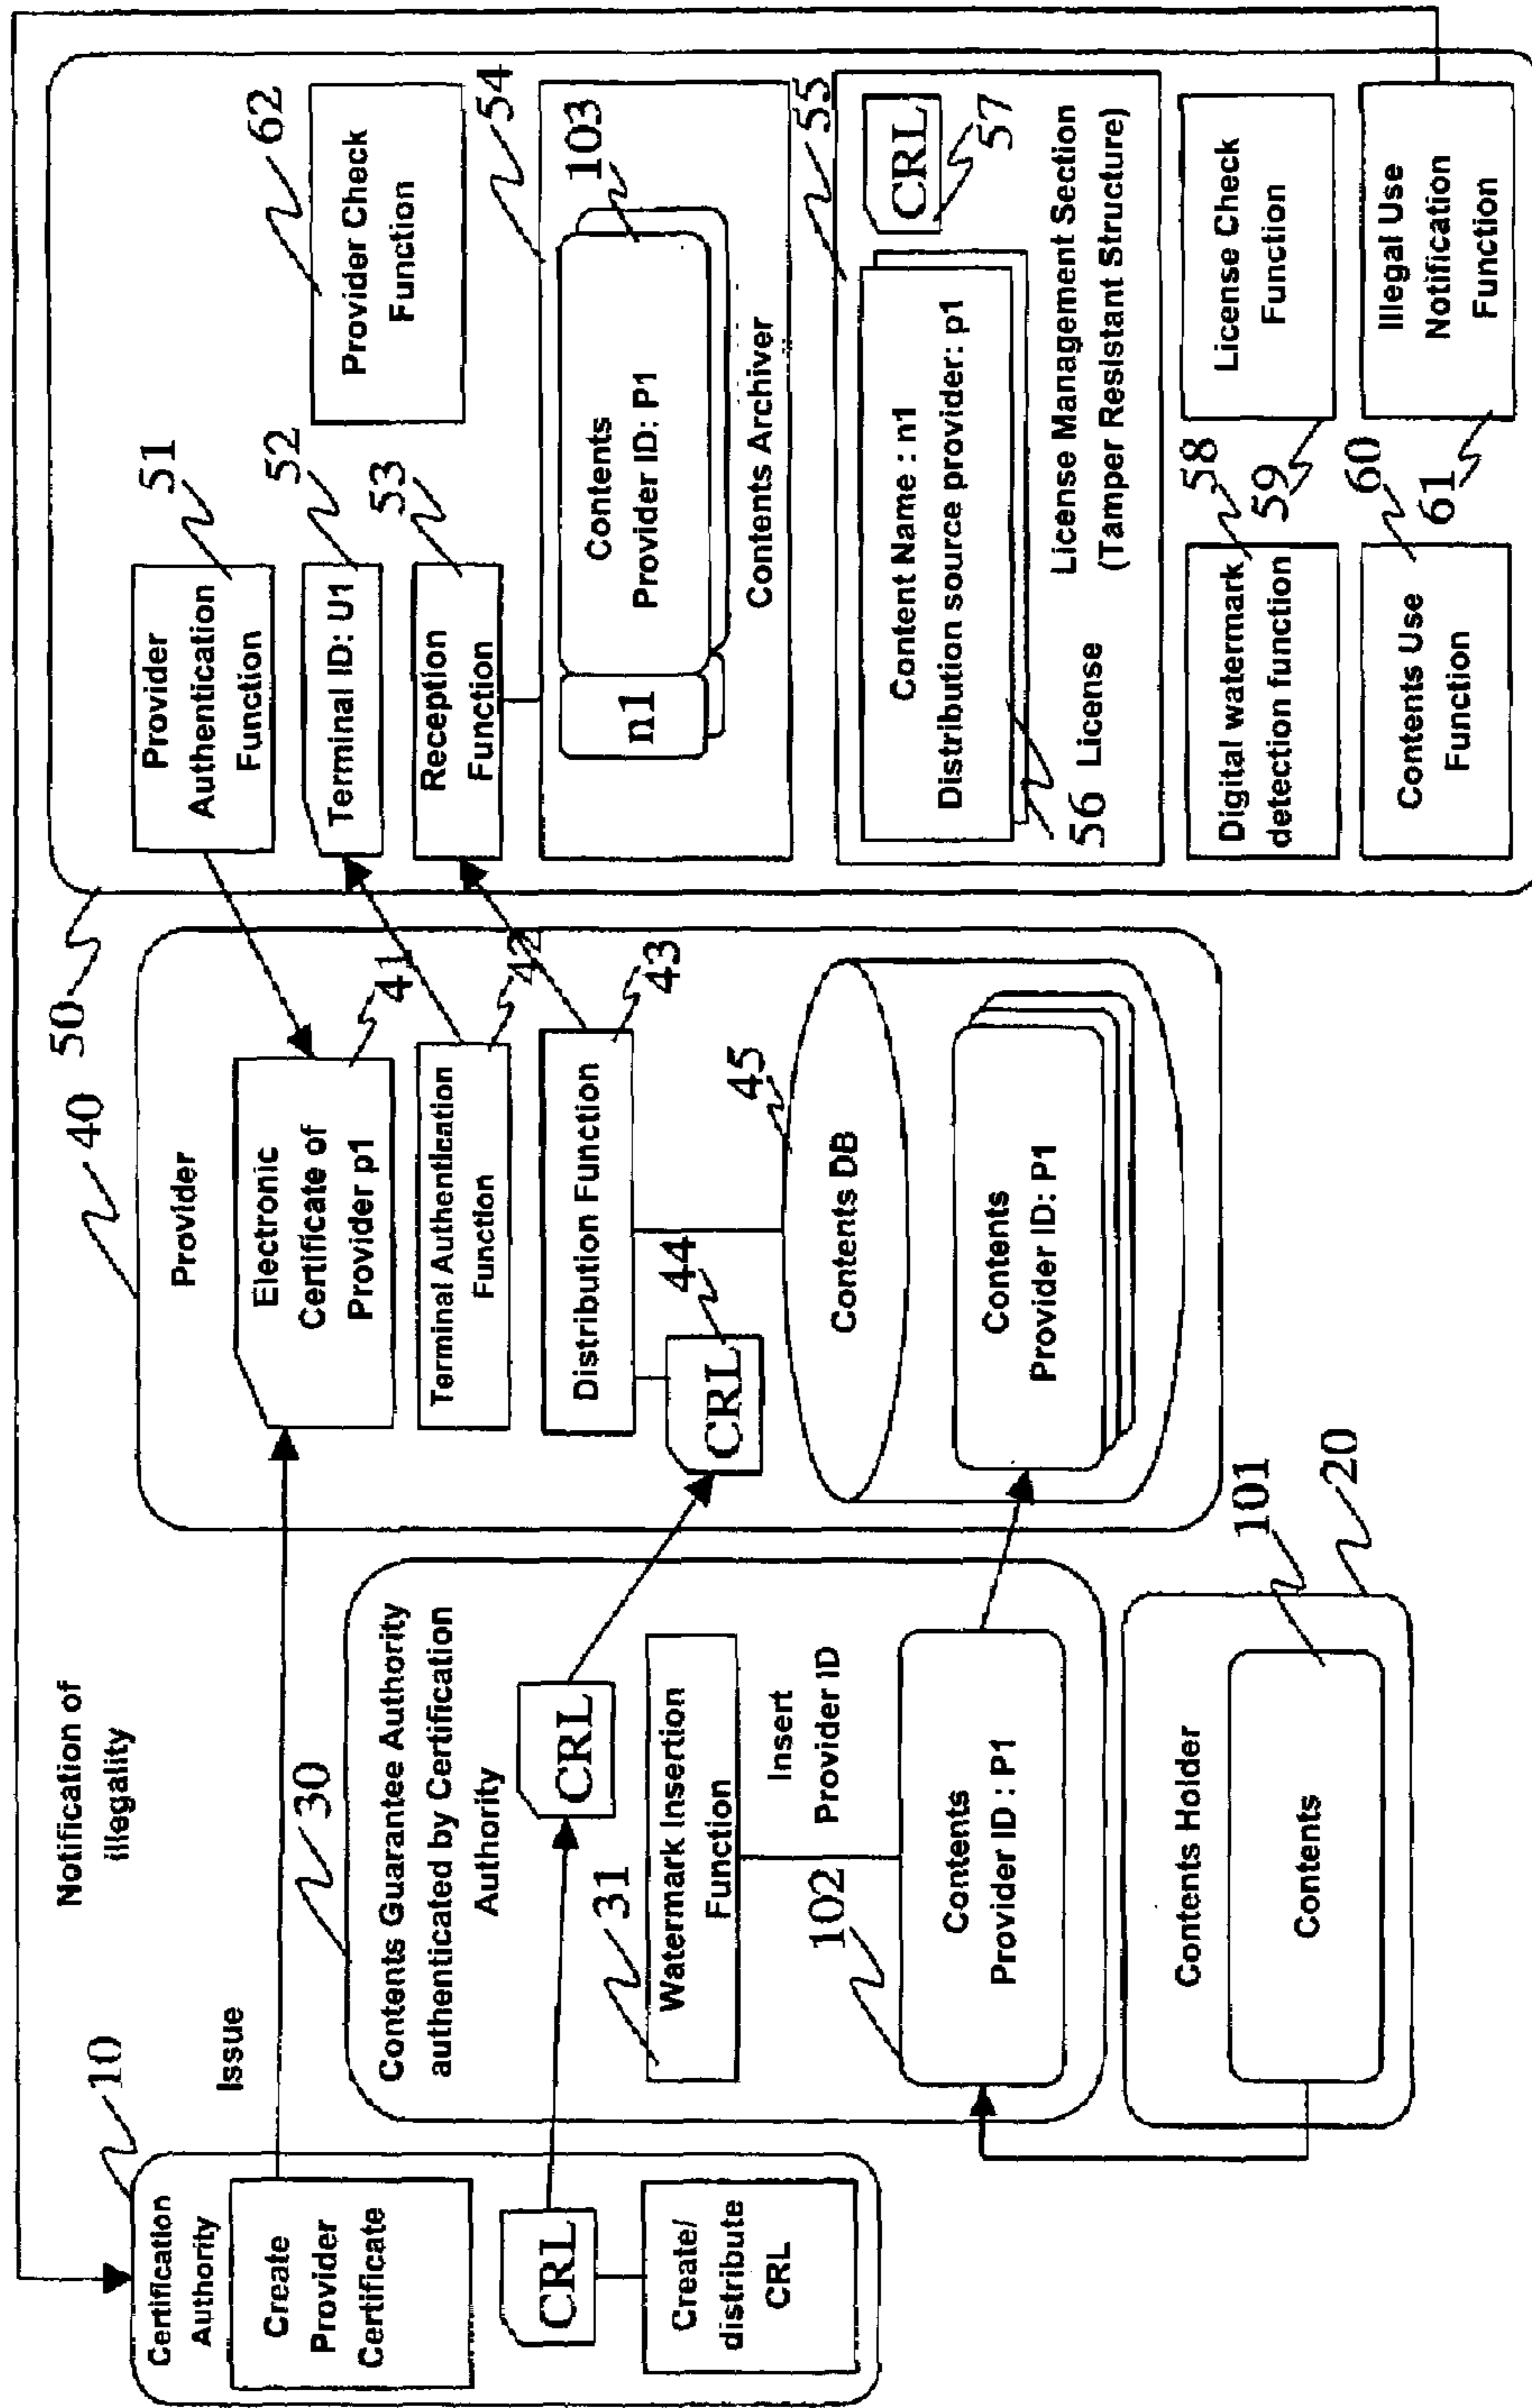 Notification of
illegality
10
Certification
Authority
Create
Provider
Certificate
Issue
CRL
Create/
distribute
CRL
30
Contents Guarantee Authority
authenticated by Certification
Authority
CRL
31
Watermark Insertion
Function
Insert
Provider ID
102
Contents
Provider ID : P1
Contents Holder
20
101
Contents
40
Provider
Electronic
Certificate of
Provider p1
41
Terminal Authentication
Function
42
Distribution Function
43
CRL
44
45
Contents DB
Contents
Provider ID: P1
50
Provider
Authentication
Function
51
Terminal ID: U1
52
Reception
Function
53
Provider Check
Function
62
54
n1
Contents
Provider ID: P1
103
Contents Archiver
55
Content Name : n1
Distribution source provider: p1
CRL
57
56 License
License Management Section
(Tamper Resistant Structure)
Digital watermark
detection function
58
License Check
Function
59
Contents Use
Function
60
Illegal Use
Notification
Function
61